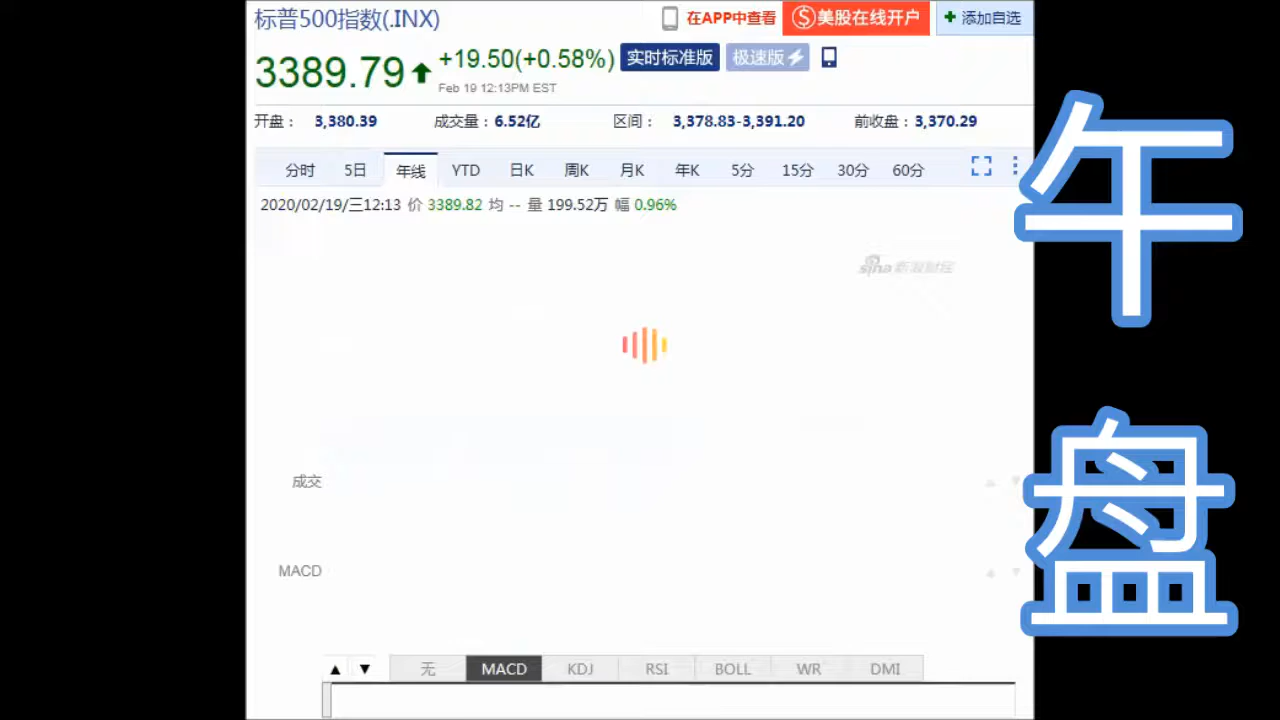 标普500指数(.INX)
在APP中查看
美股在线开户
添加自选
3389.79
+19.50(+0.58%)
实时标准版
极速版
Feb 19 12:13PM EST
开盘： 3,380.39 成交量：6.52亿 区间： 3,378.83-3,391.20 前收盘：3,370.29
分时 5日 年线 YTD 日K 周K 月K 年K 5分 15分 30分 60分
2020/02/19/三12:13 价 3389.82 均 -- 量 199.52万 幅 0.96%
sina 新浪财经
成交
MACD
无 MACD KDJ RSI BOLL WR DMI
午
盘